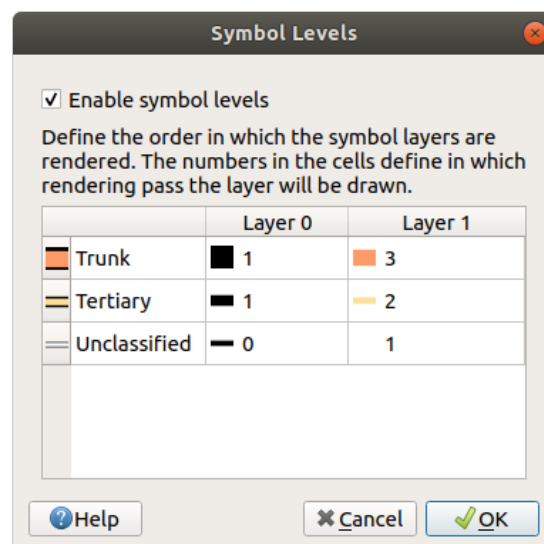 Symbol Levels
Enable symbol levels
Define the order in which the symbol layers are
rendered. The numbers in the cells define in which
rendering pass the layer will be drawn.
Layer 0 Layer 1
Trunk 1 3
Tertiary 1 2
Unclassified 0 1
Help Cancel OK